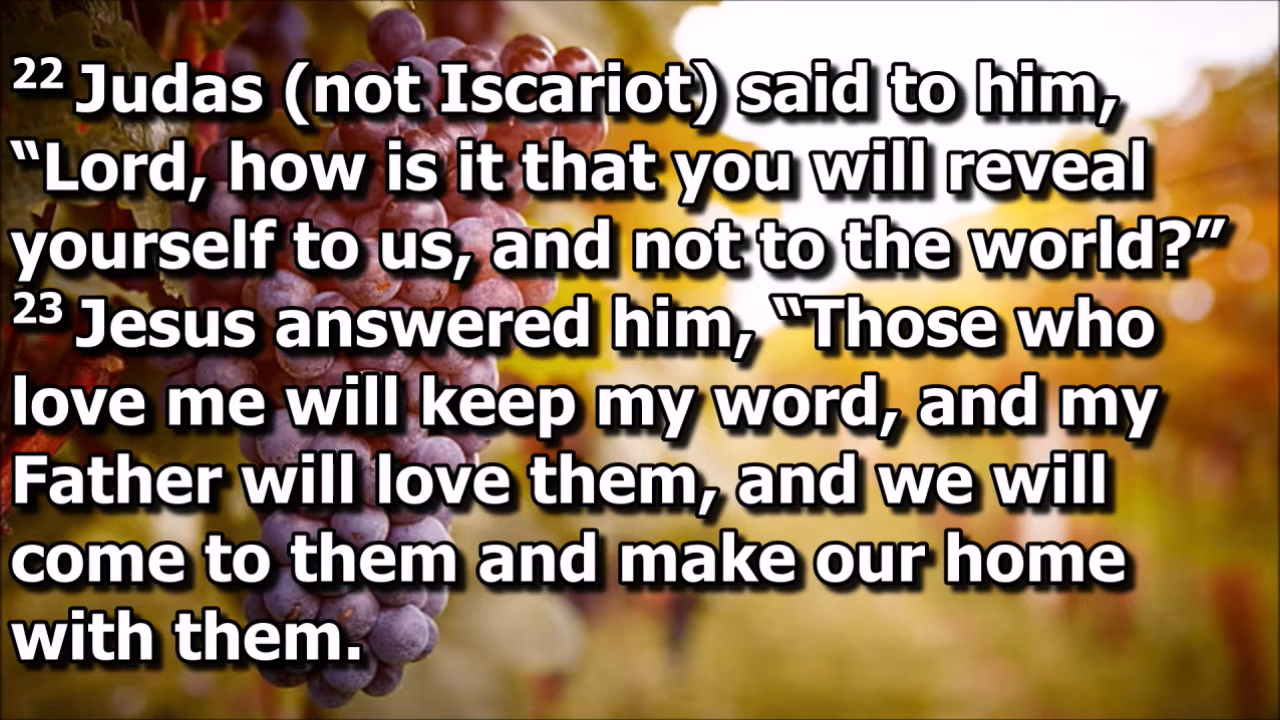 22 Judas (not Iscariot) said to him,
“Lord, how is it that you will reveal
yourself to us, and not to the world?”
23 Jesus answered him, “Those who
love me will keep my word, and my
Father will love them, and we will
come to them and make our home
with them.